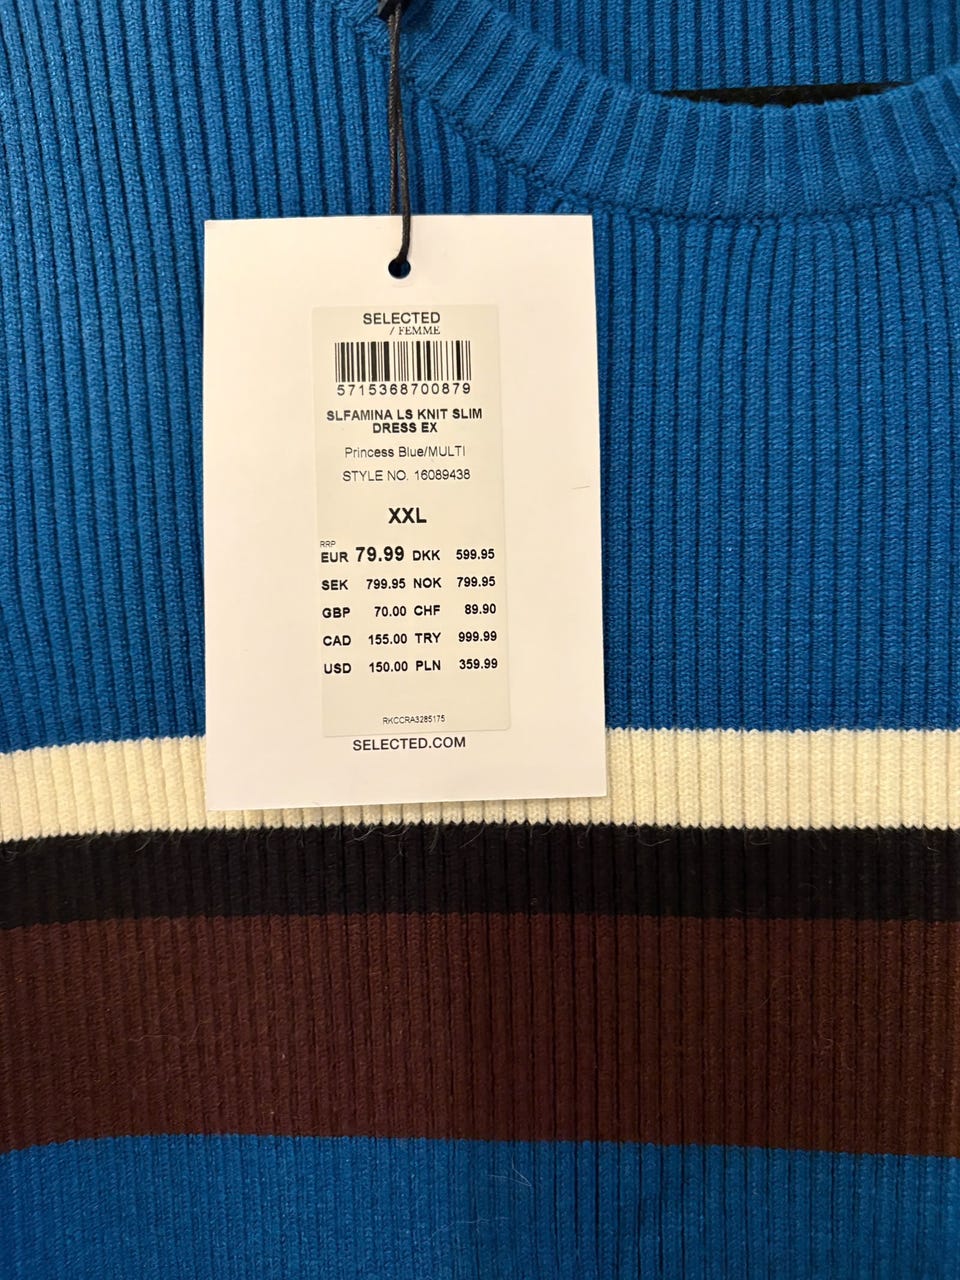 SELECTED
/ FEMME
5715368700879
SLFAMINA LS KNIT SLIM
DRESS EX
Princess Blue/MULTI
STYLE NO. 16089438
XXL
RRP
EUR 79.99 DKK 599.95
SEK 799.95 NOK 799.95
GBP 70.00 CHF 89.90
CAD 155.00 TRY 999.99
USD 150.00 PLN 359.99
RKCCRA3285175
SELECTED.COM